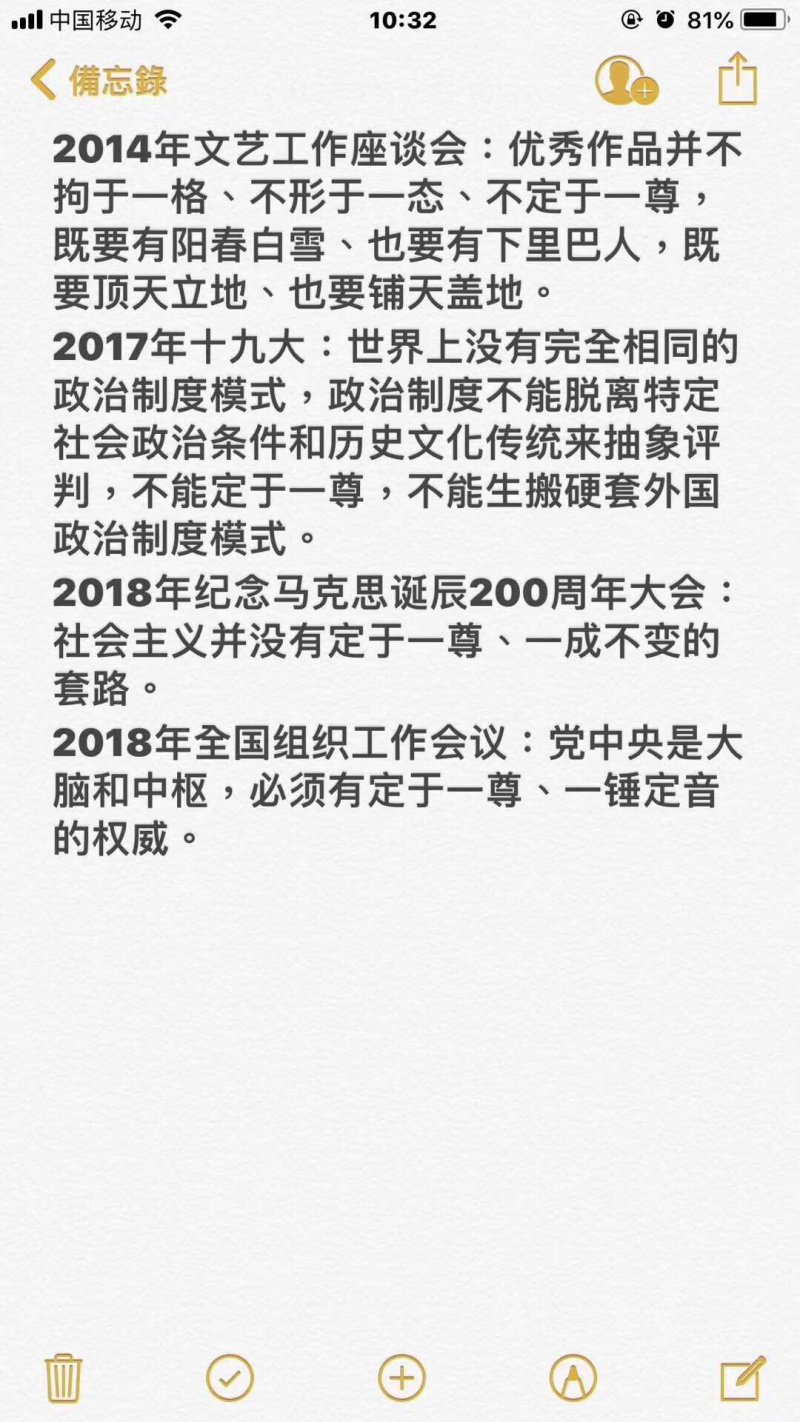 中国移动 10:32 81%
備忘錄
2014年文艺工作座谈会：优秀作品并不
拘于一格、不形于一态、不定于一尊，
既要有阳春白雪、也要有下里巴人，既
要顶天立地、也要铺天盖地。
2017年十九大：世界上没有完全相同的
政治制度模式，政治制度不能脱离特定
社会政治条件和历史文化传统来抽象评
判，不能定于一尊，不能生搬硬套外国
政治制度模式。
2018年纪念马克思诞辰200周年大会：
社会主义并没有定于一尊、一成不变的
套路。
2018年全国组织工作会议：党中央是大
脑和中枢，必须有定于一尊、一锤定音
的权威。